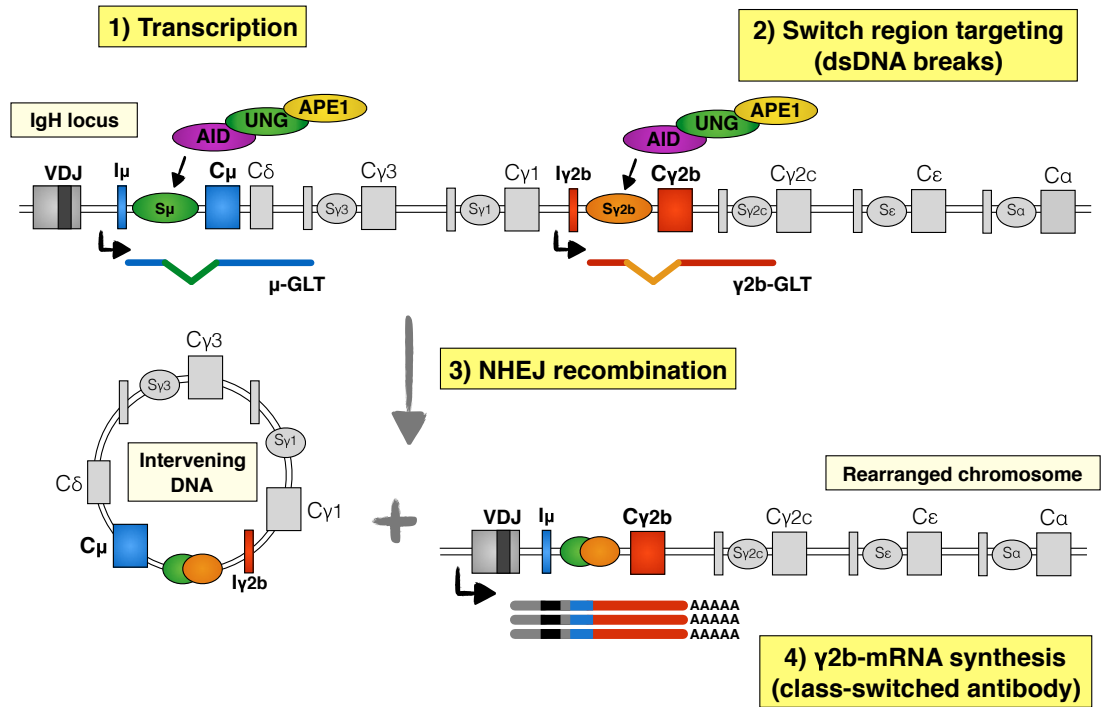 1) Transcription
2) Switch region targeting
(dsDNA breaks)
IgH locus
AID UNG APE1
AID UNG APE1
VDJ Iμ Sμ Cμ Cδ Sγ3 Cγ3 Sγ1 Cγ1 Iγ2b Sγ2b Cγ2b Sγ2c Cγ2c Sε Cε Sα Cα
μ-GLT
γ2b-GLT
3) NHEJ recombination
Cγ3
Sγ3
Sγ1
Intervening
DNA
Cδ
Cγ1
Cμ
Iγ2b
+
Rearranged chromosome
VDJ Iμ Cγ2b Sγ2c Cγ2c Sε Cε Sα Cα
AAAAA
AAAAA
AAAAA
4) γ2b-mRNA synthesis
(class-switched antibody)